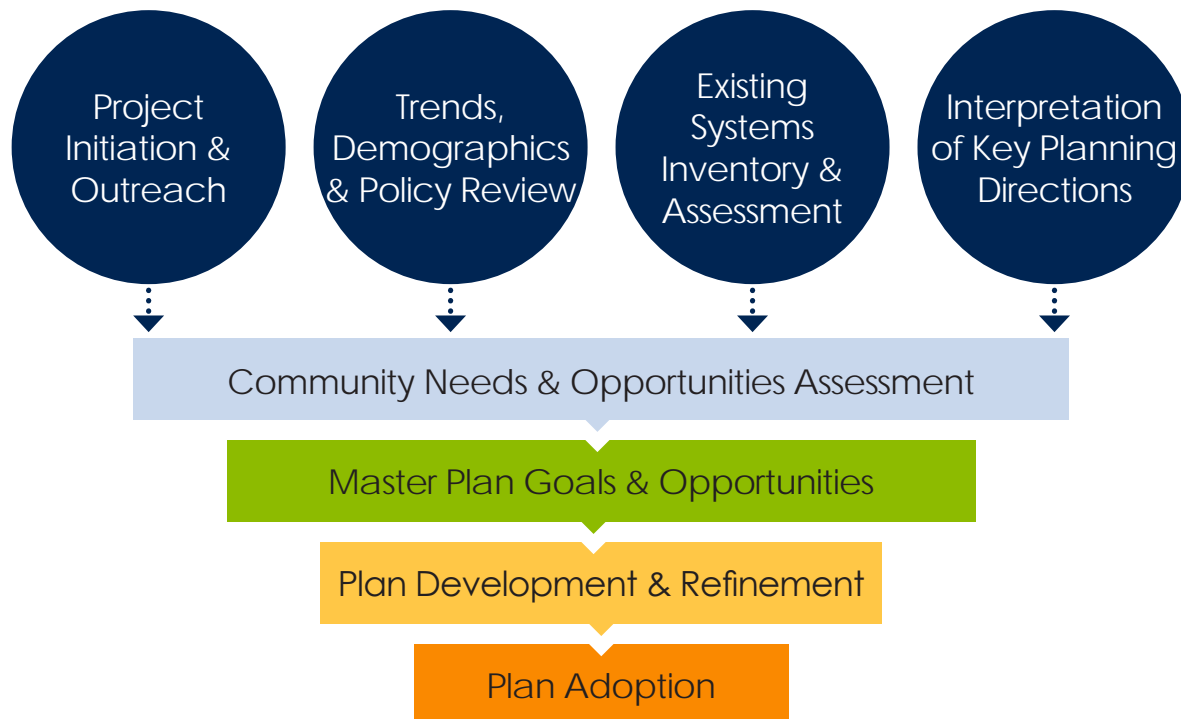 Project
Initiation &
Outreach
Trends,
Demographics
& Policy Review
Existing
Systems
Inventory &
Assessment
Interpretation
of Key Planning
Directions
Community Needs & Opportunities Assessment
Master Plan Goals & Opportunities
Plan Development & Refinement
Plan Adoption